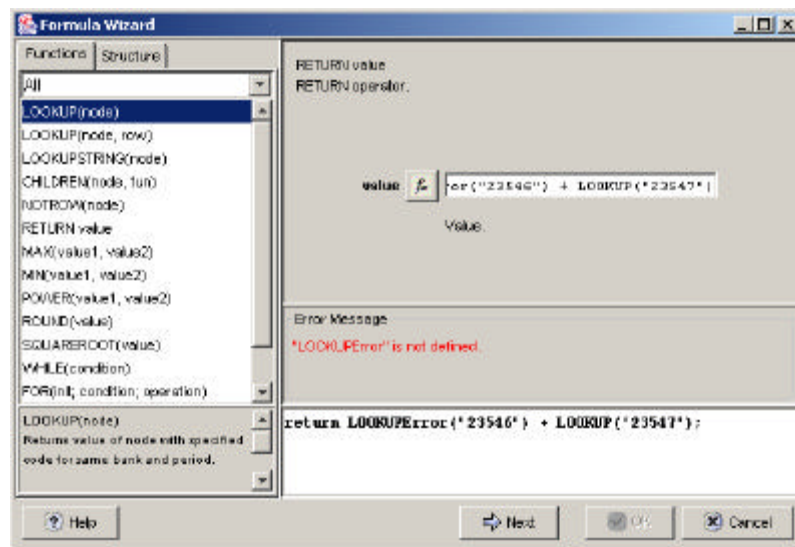 Formula Wizard
Functions
Structure
All
LOOKUP(node)
LOOKUP(node, row)
LOOKUPSTRING(node)
CHILDREN(node, fun)
NOTROW(node)
RETURN value
MAX(value1, value2)
MIN(value1, value2)
POWER(value1, value2)
ROUND(value)
SQUAREROOT(value)
WHILE(condition)
FOR(init; condition; operation)
LOOKUP(node)
Returns value of node with specified
code for same bank and period.
RETURN value
RETURN operator.
value
ror("23546") + LOOKUP("23547")
Value.
Error Message
"LOOKUPError" is not defined.
return LOOKUPError("23546") + LOOKUP("23547");
Help
Next
OK
Cancel